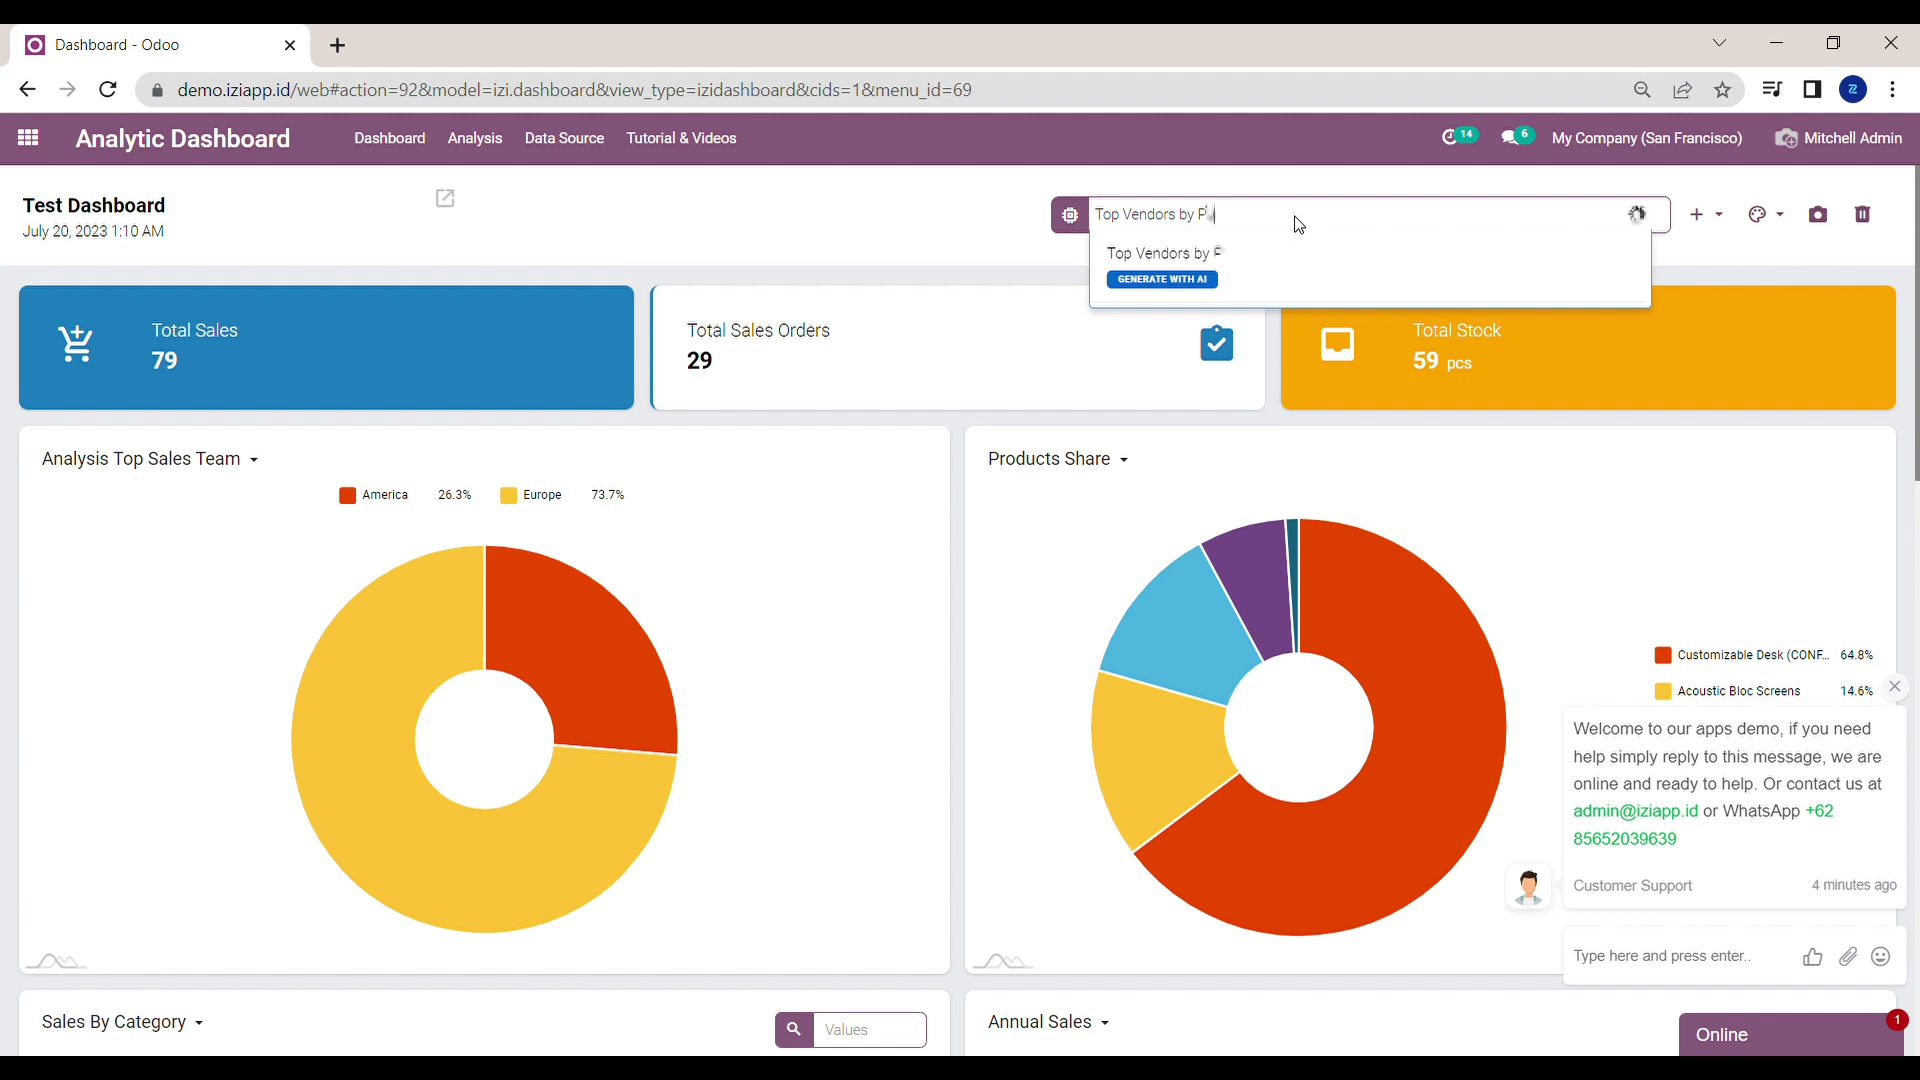 Dashboard - Odoo
demo.iziapp.id/web#action=92&model=izi.dashboard&view_type=izidashboard&cids=1&menu_id=69
Analytic Dashboard
Dashboard
Analysis
Data Source
Tutorial & Videos
14
6
My Company (San Francisco)
Mitchell Admin
Test Dashboard
July 20, 2023 1:10 AM
Top Vendors by
Top Vendors by
GENERATE WITH AI
Total Sales
79
Total Sales Orders
29
Total Stock
59 pcs
Analysis Top Sales Team
America 26.3% Europe 73.7%
Products Share
Customizable Desk (CONF... 64.8%
Acoustic Bloc Screens 14.6%
Welcome to our apps demo, if you need
help simply reply to this message, we are
online and ready to help. Or contact us at
admin@iziapp.id or WhatsApp +62
85652039639
Customer Support 4 minutes ago
Type here and press enter..
Sales By Category
Values
Annual Sales
Online
1